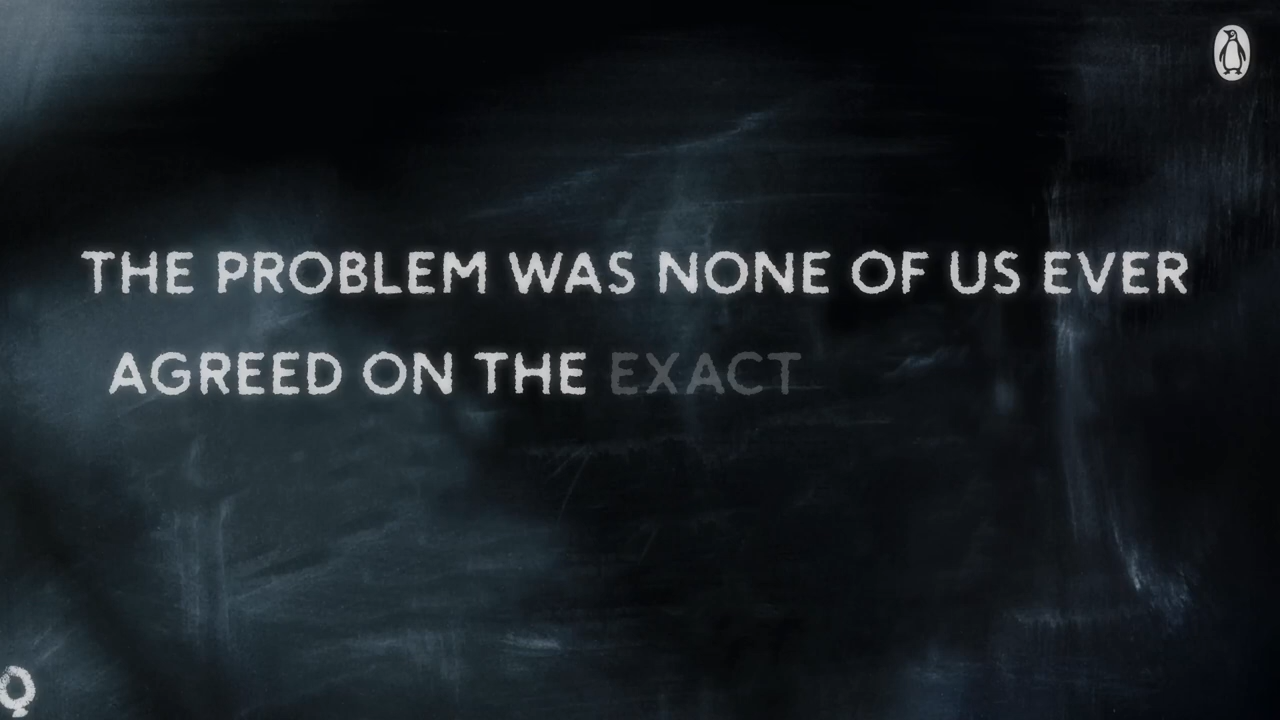 THE PROBLEM WAS NONE OF US EVER
AGREED ON THE EXACT